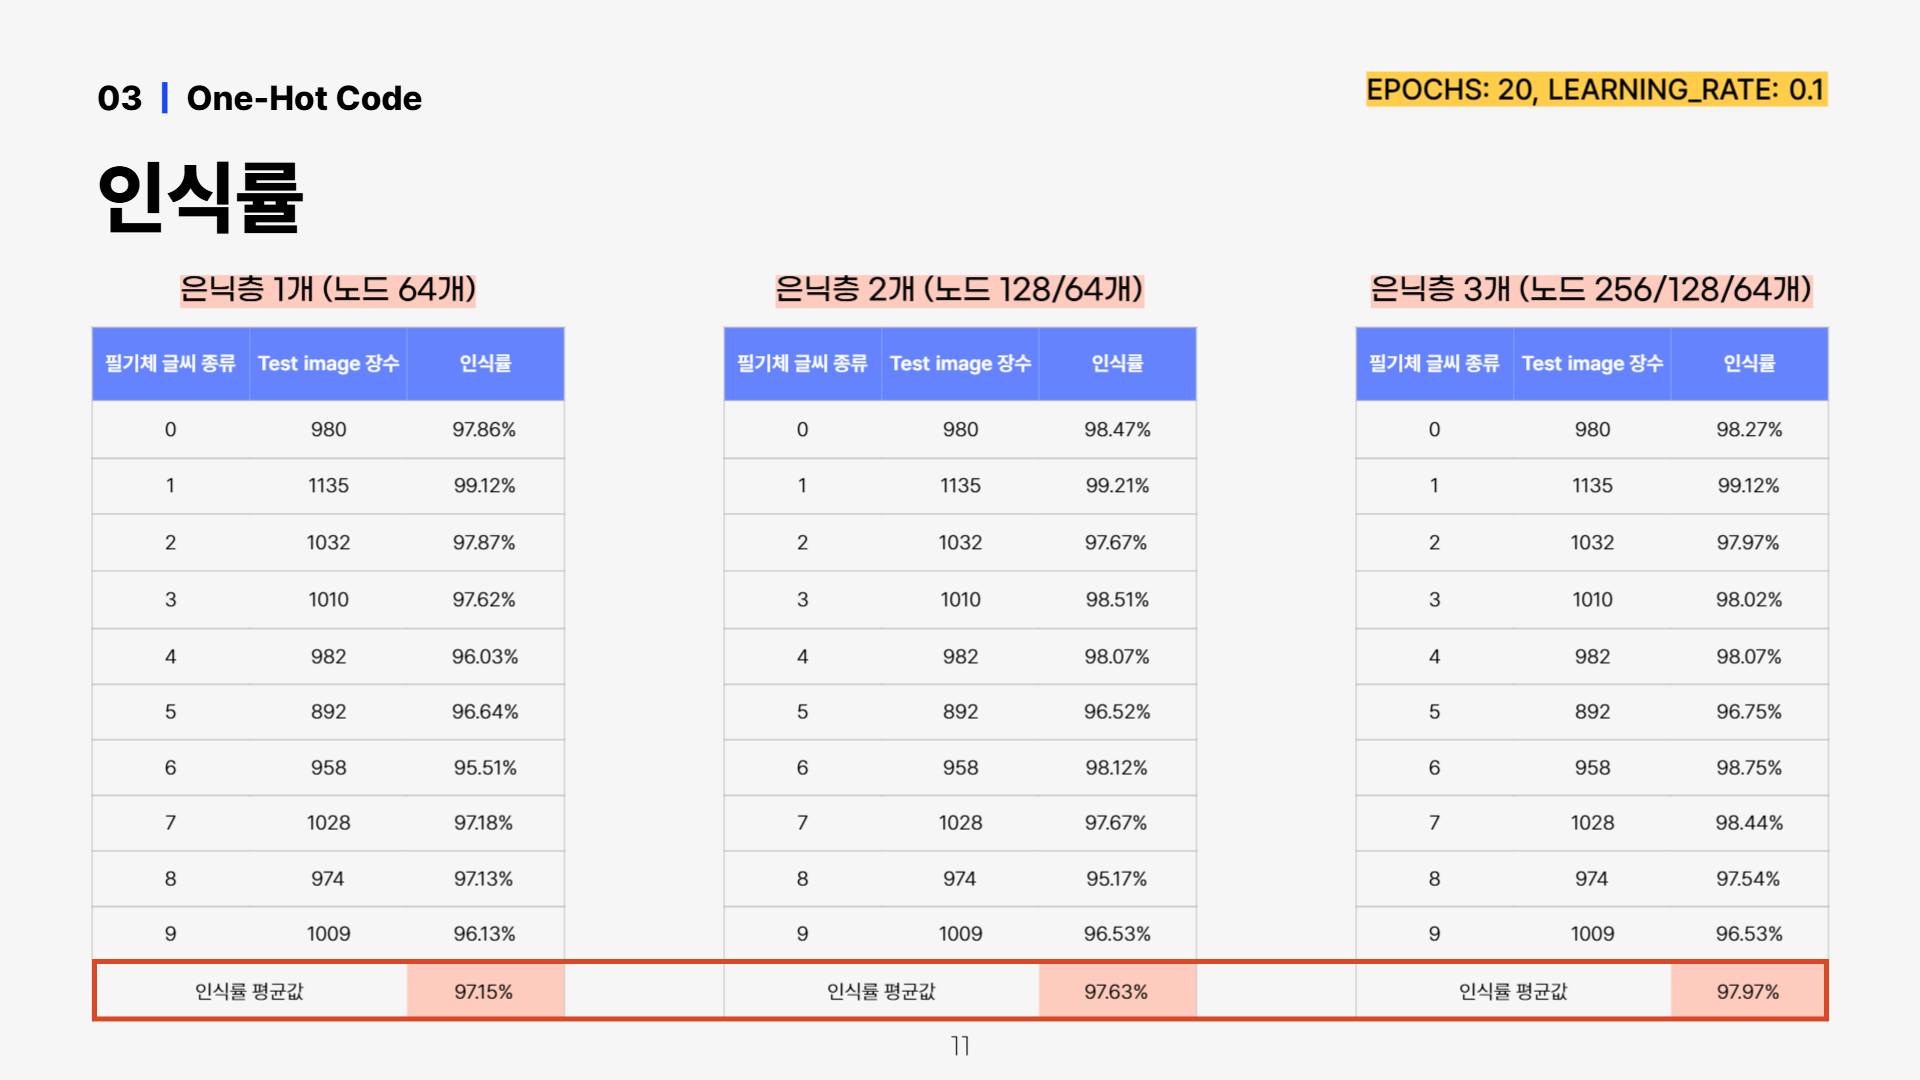 03 | One-Hot Code
EPOCHS: 20, LEARNING_RATE: 0.1
인식률
은닉층 1개 (노드 64개)
필기체 글씨 종류 Test image 장수 인식률
0 980 97.86%
1 1135 99.12%
2 1032 97.87%
3 1010 97.62%
4 982 96.03%
5 892 96.64%
6 958 95.51%
7 1028 97.18%
8 974 97.13%
9 1009 96.13%
인식률 평균값 97.15%
은닉층 2개 (노드 128/64개)
필기체 글씨 종류 Test image 장수 인식률
0 980 98.47%
1 1135 99.21%
2 1032 97.67%
3 1010 98.51%
4 982 98.07%
5 892 96.52%
6 958 98.12%
7 1028 97.67%
8 974 95.17%
9 1009 96.53%
인식률 평균값 97.63%
은닉층 3개 (노드 256/128/64개)
필기체 글씨 종류 Test image 장수 인식률
0 980 98.27%
1 1135 99.12%
2 1032 97.97%
3 1010 98.02%
4 982 98.07%
5 892 96.75%
6 958 98.75%
7 1028 98.44%
8 974 97.54%
9 1009 96.53%
인식률 평균값 97.97%
11